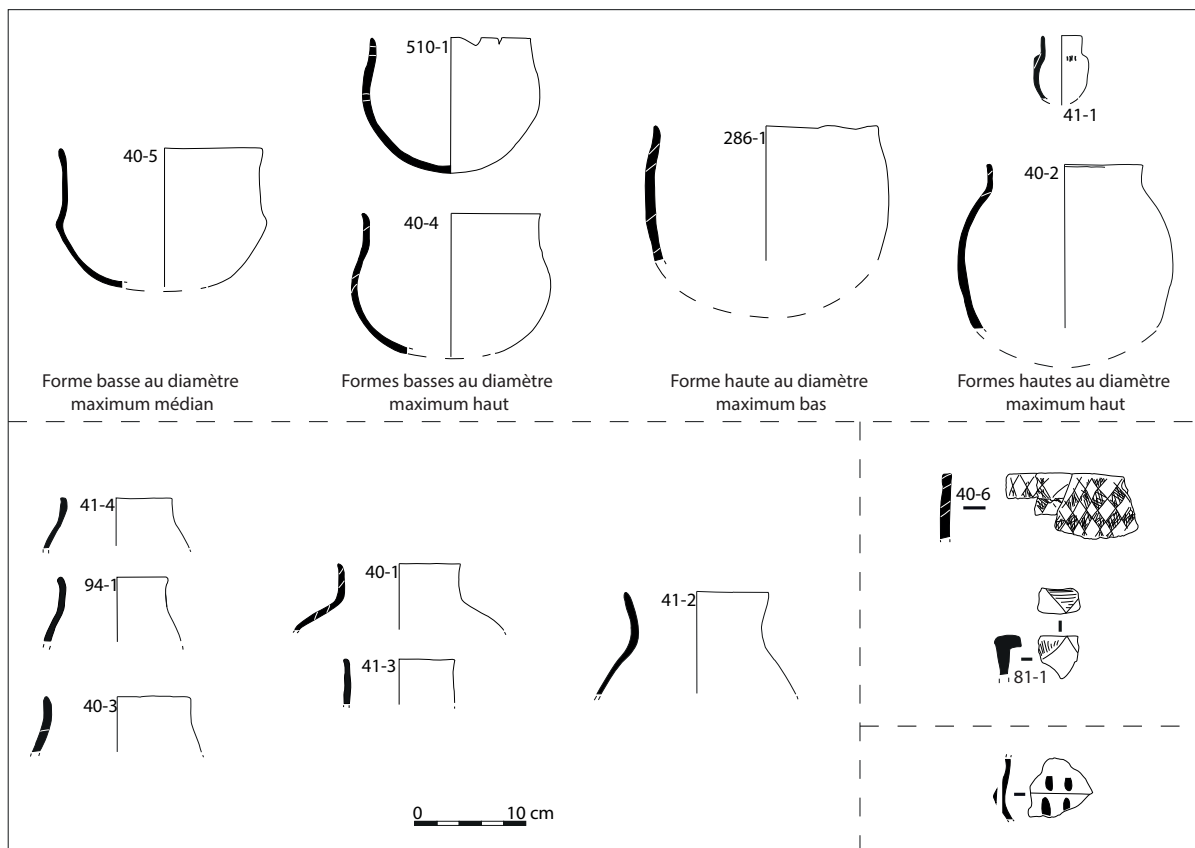 510-1
41-1
40-5
286-1
40-2
40-4
Forme basse au diamètre
maximum médian
Formes basses au diamètre
maximum haut
Forme haute au diamètre
maximum bas
Formes hautes au diamètre
maximum haut
41-4
94-1
40-3
40-1
41-3
41-2
40-6
81-1
0 10 cm